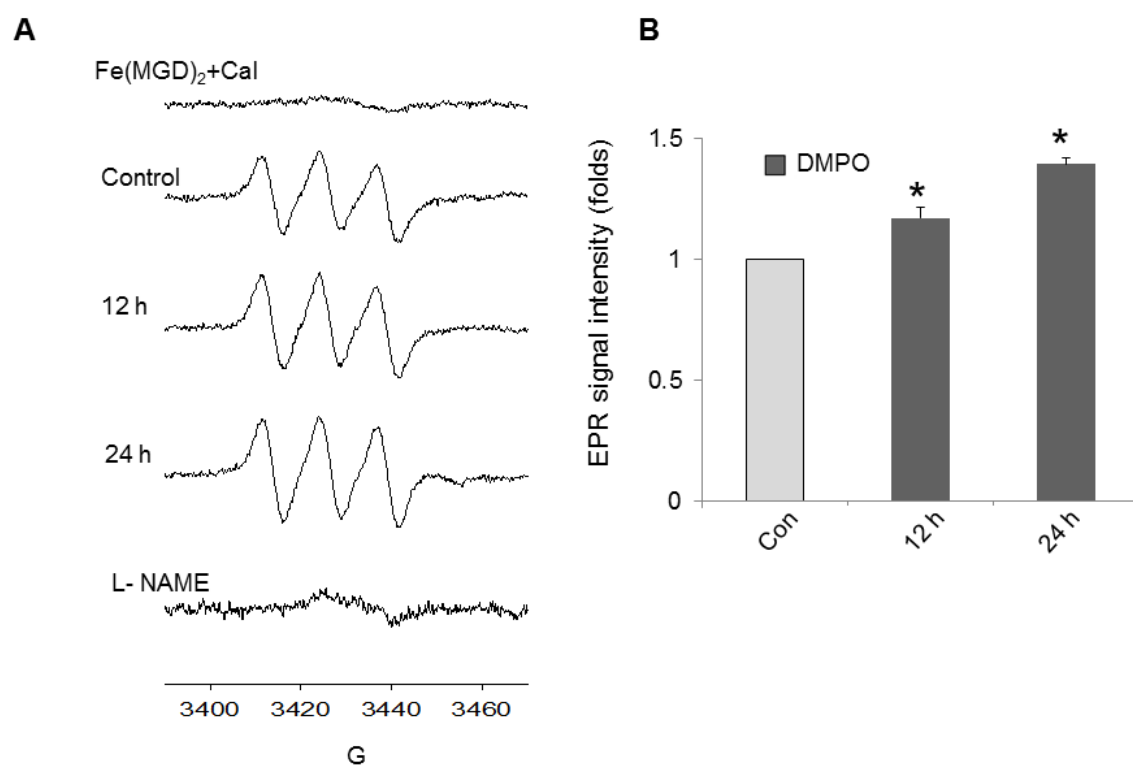 A
Fe(MGD)₂+Cal
Control
12 h
24 h
L- NAME
3400 3420 3440 3460
G
B
EPR signal intensity (folds)
1.5
1
0.5
0
DMPO
*
*
Con 12 h 24 h